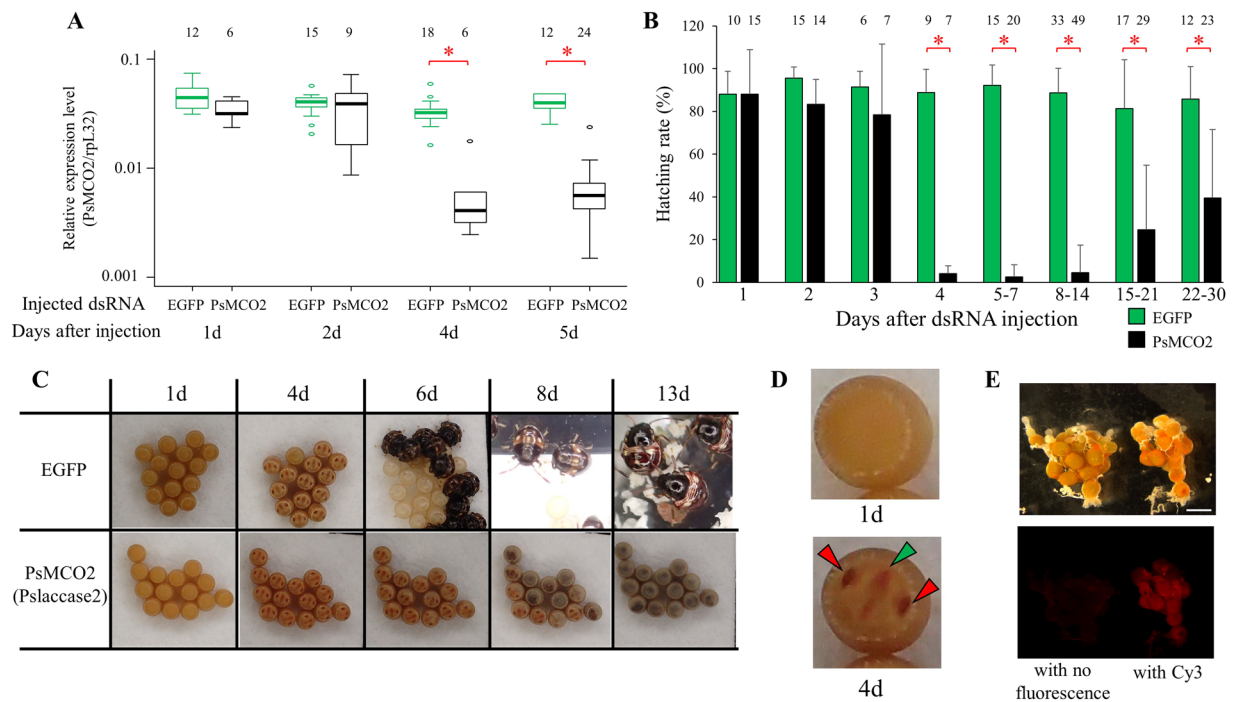 A
12 6 15 9 18 6 12 24
* *
0.1
0.01
0.001
Relative expression level
(PsMCO2/rpL32)
Injected dsRNA EGFP PsMCO2 EGFP PsMCO2 EGFP PsMCO2 EGFP PsMCO2
Days after injection 1d 2d 4d 5d
B
10 15 15 14 6 7 9 7 15 20 33 49 17 29 12 23
* * * * *
120
100
80
60
40
20
0
Hatching rate (%)
1 2 3 4 5-7 8-14 15-21 22-30
Days after dsRNA injection
EGFP
PsMCO2
C
1d 4d 6d 8d 13d
EGFP
PsMCO2
(Pslaccase2)
D
1d
4d
E
with no
fluorescence
with Cy3